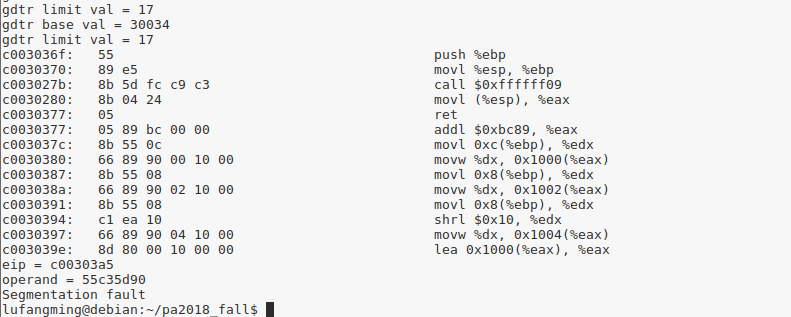 gdtr limit val = 17
gdtr base val = 30034
gdtr limit val = 17
c003036f: 55 push %ebp
c0030370: 89 e5 movl %esp, %ebp
c003027b: 8b 5d fc c9 c3 call $0xffffff09
c0030280: 8b 04 24 movl (%esp), %eax
c0030377: 05 ret
c0030377: 05 89 bc 00 00 addl $0xbc89, %eax
c003037c: 8b 55 0c movl 0xc(%ebp), %edx
c0030380: 66 89 90 00 10 00 movw %dx, 0x1000(%eax)
c0030387: 8b 55 08 movl 0x8(%ebp), %edx
c003038a: 66 89 90 02 10 00 movw %dx, 0x1002(%eax)
c0030391: 8b 55 08 movl 0x8(%ebp), %edx
c0030394: c1 ea 10 shrl $0x10, %edx
c0030397: 66 89 90 04 10 00 movw %dx, 0x1004(%eax)
c003039e: 8d 80 00 10 00 00 lea 0x1000(%eax), %eax
eip = c00303a5
operand = 55c35d90
Segmentation fault
lufangming@debian:~/pa2018_fall$